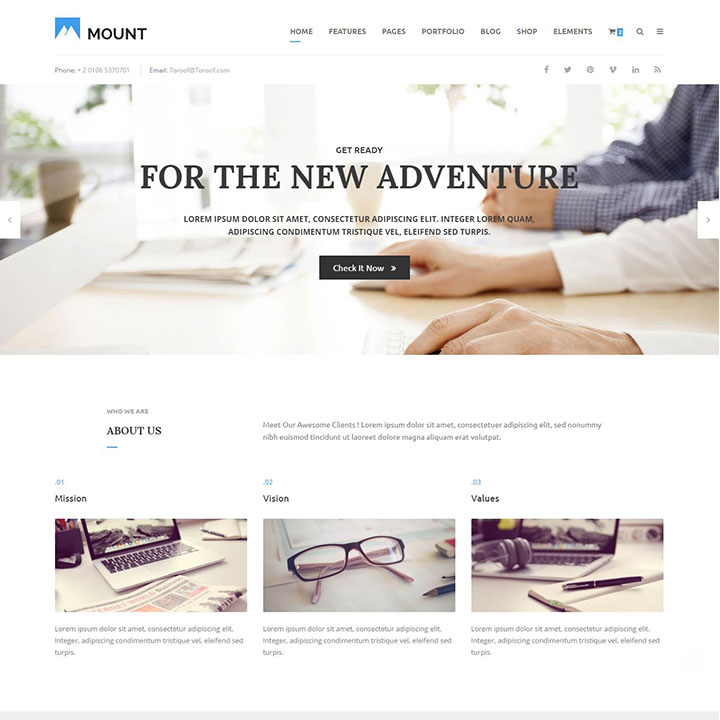 MOUNT
HOME FEATURES PAGES PORTFOLIO BLOG SHOP ELEMENTS 2
Phone: + 2 0106 5370701 Email: 7oroof@7oroof.com
GET READY
FOR THE NEW ADVENTURE
LOREM IPSUM DOLOR SIT AMET, CONSECTETUR ADIPISCING ELIT. INTEGER LOREM QUAM,
ADIPISCING CONDIMENTUM TRISTIQUE VEL, ELEIFEND SED TURPIS.
Check It Now »
WHO WE ARE
ABOUT US
Meet Our Awesome Clients ! Lorem ipsum dolor sit amet, consectetuer adipiscing elit, sed nonummy
nibh euismod tincidunt ut laoreet dolore magna aliquam erat volutpat.
.01
Mission
Lorem ipsum dolor sit amet, consectetur adipiscing elit.
Integer, adipiscing condimentum tristique vel, eleifend sed
turpis.
.02
Vision
Lorem ipsum dolor sit amet, consectetur adipiscing elit.
Integer, adipiscing condimentum tristique vel, eleifend sed
turpis.
.03
Values
Lorem ipsum dolor sit amet, consectetur adipiscing elit.
Integer, adipiscing condimentum tristique vel, eleifend sed
turpis.